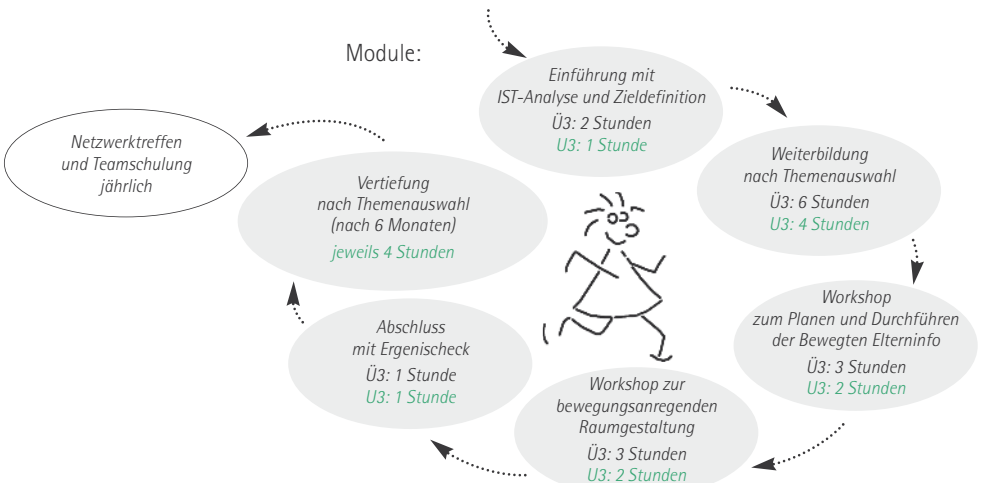 Module:
Einführung mit
IST-Analyse und Zieldefinition
Ü3: 2 Stunden
U3: 1 Stunde
Weiterbildung
nach Themenauswahl
Ü3: 6 Stunden
U3: 4 Stunden
Workshop
zum Planen und Durchführen
der Bewegten Elterninfo
Ü3: 3 Stunden
U3: 2 Stunden
Workshop zur
bewegungsanregenden
Raumgestaltung
Ü3: 3 Stunden
U3: 2 Stunden
Abschluss
mit Ergenischeck
Ü3: 1 Stunde
U3: 1 Stunde
Vertiefung
nach Themenauswahl
(nach 6 Monaten)
jeweils 4 Stunden
Netzwerktreffen
und Teamschulung
jährlich